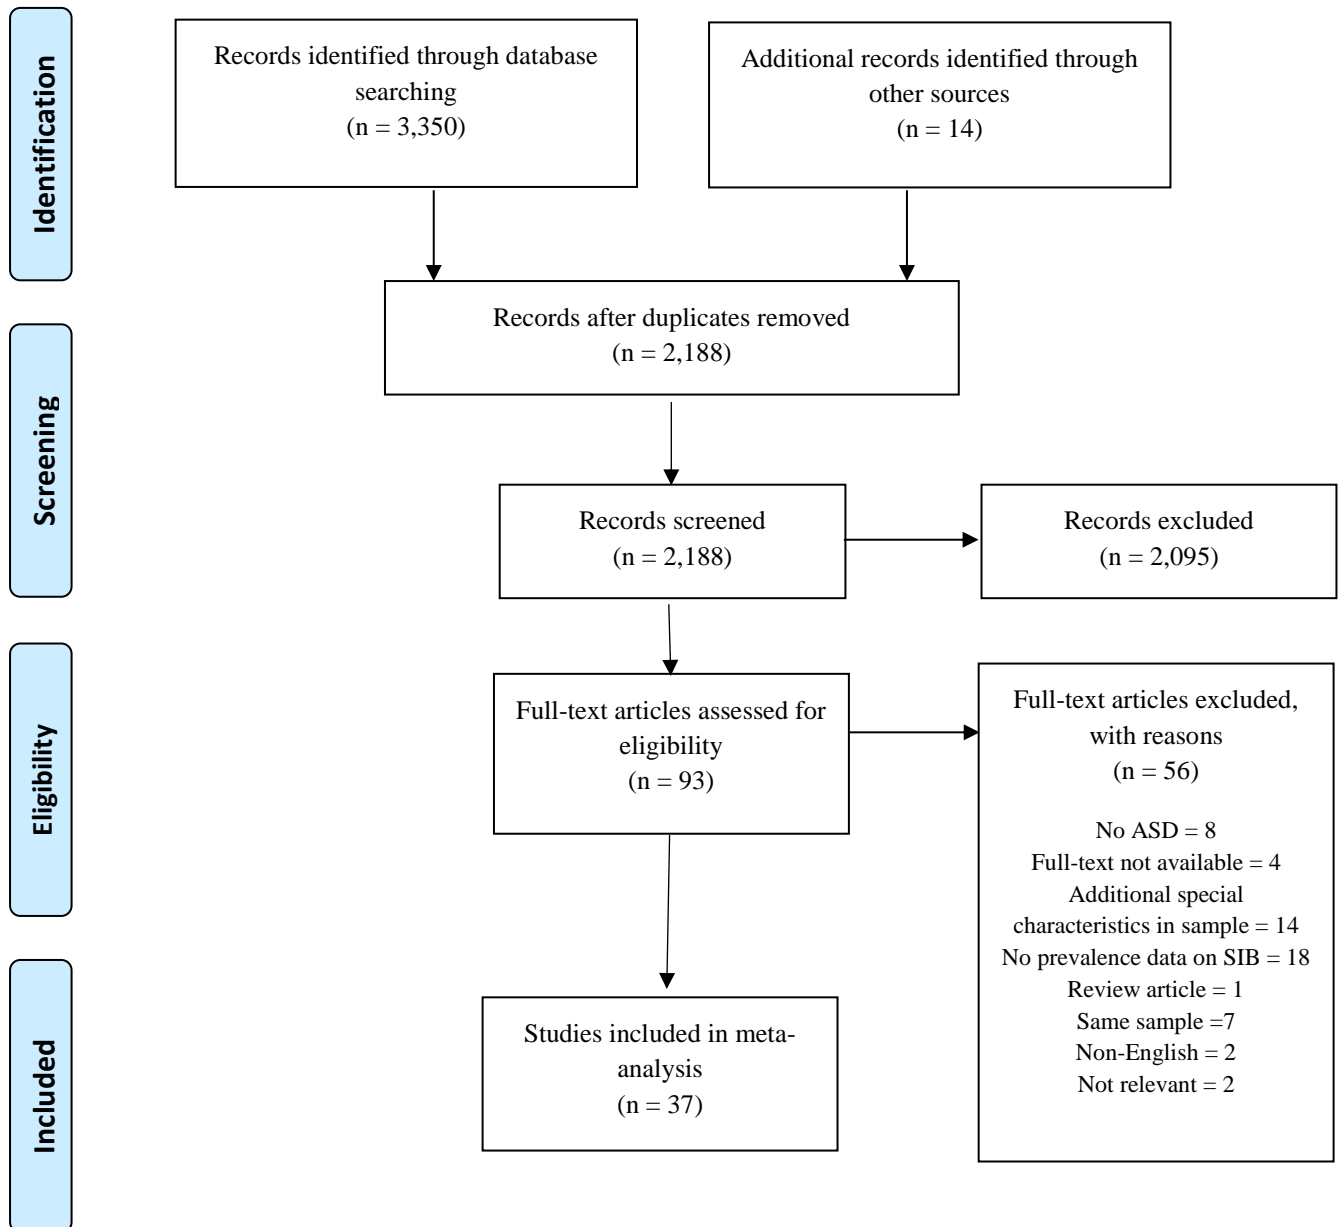 Identification
Records identified through database
searching
(n = 3,350)
Additional records identified through
other sources
(n = 14)
Records after duplicates removed
(n = 2,188)
Screening
Records screened
(n = 2,188)
Records excluded
(n = 2,095)
Eligibility
Full-text articles assessed for
eligibility
(n = 93)
Full-text articles excluded,
with reasons
(n = 56)
No ASD = 8
Full-text not available = 4
Additional special
characteristics in sample = 14
No prevalence data on SIB = 18
Review article = 1
Same sample =7
Non-English = 2
Not relevant = 2
Included
Studies included in meta-
analysis
(n = 37)